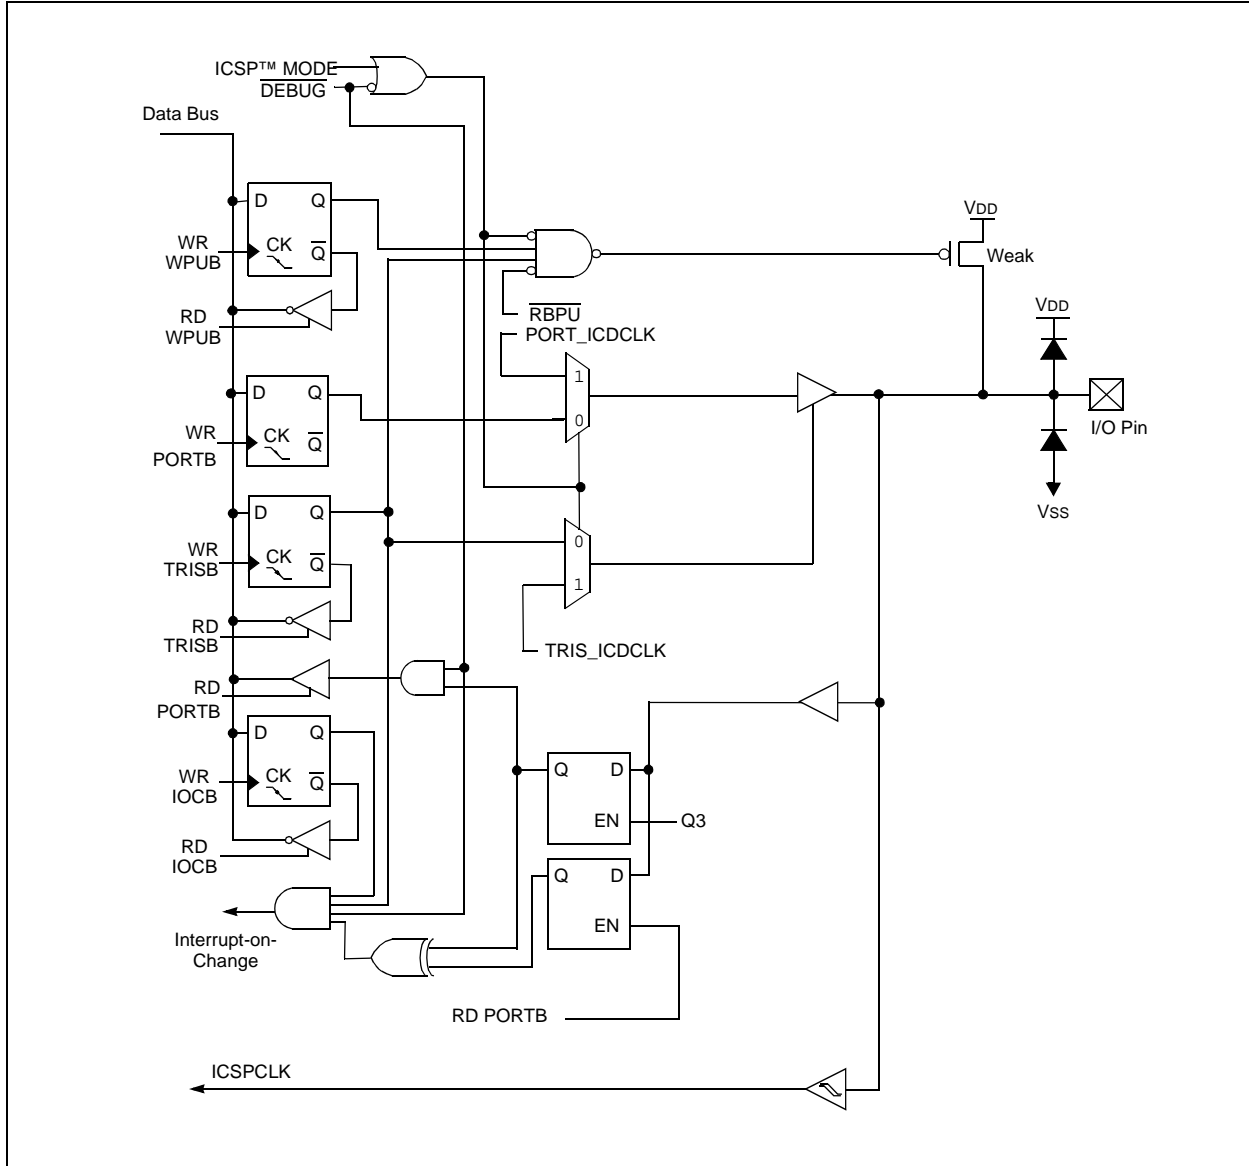 ICSP™ MODE
D̅E̅B̅U̅G̅
Data Bus
D Q
WR
WPUB
CK Q̅
RD
WPUB
VDD
Weak
R̅B̅P̅U̅
PORT_ICDCLK
VDD
1
0
D Q
WR
PORTB
CK Q̅
I/O Pin
VSS
D Q
WR
TRISB
CK Q̅
0
1
RD
TRISB
TRIS_ICDCLK
RD
PORTB
D Q
WR
IOCB
CK Q̅
Q D
EN
Q3
RD
IOCB
Q D
EN
Interrupt-on-
Change
RD PORTB
ICSPCLK